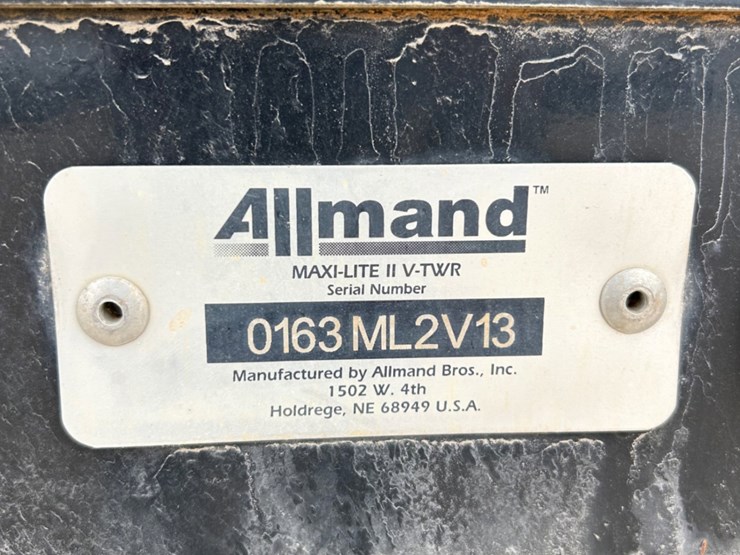 Allmand™
MAXI-LITE II V-TWR
Serial Number
0163 ML2V13
Manufactured by Allmand Bros., Inc.
1502 W. 4th
Holdrege, NE 68949 U.S.A.